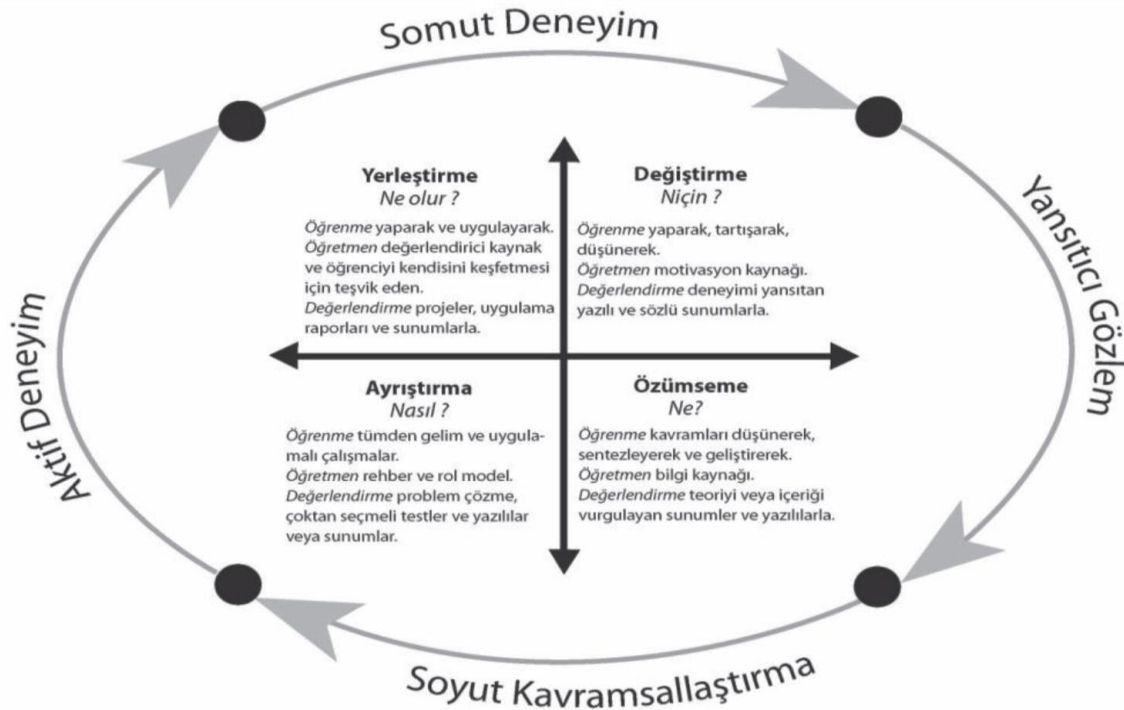 Somut Deneyim
Yerleştirme
Ne olur ?
Öğrenme yaparak ve uygulayarak.
Öğretmen değerlendirici kaynak
ve öğrenciyi kendisini keşfetmesi
için teşvik eden.
Değerlendirme projeler, uygulama
raporları ve sunumlarla.
Değiştirme
Niçin ?
Öğrenme yaparak, tartışarak,
düşünerek.
Öğretmen motivasyon kaynağı.
Değerlendirme deneyimi yansıtan
yazılı ve sözlü sunumlarla.
Yansıtıcı Gözlem
Aktif Deneyim
Ayrıştırma
Nasıl ?
Öğrenme tümden gelim ve uygula-
malı çalışmalar.
Öğretmen rehber ve rol model.
Değerlendirme problem çözme,
çoktan seçmeli testler ve yazılılar
veya sunumlar.
Özümseme
Ne?
Öğrenme kavramları düşünerek,
sentezleyerek ve geliştirerek.
Öğretmen bilgi kaynağı.
Değerlendirme teoriyi veya içeriği
vurgulayan sunumler ve yazılılarla.
Soyut Kavramsallaştırma